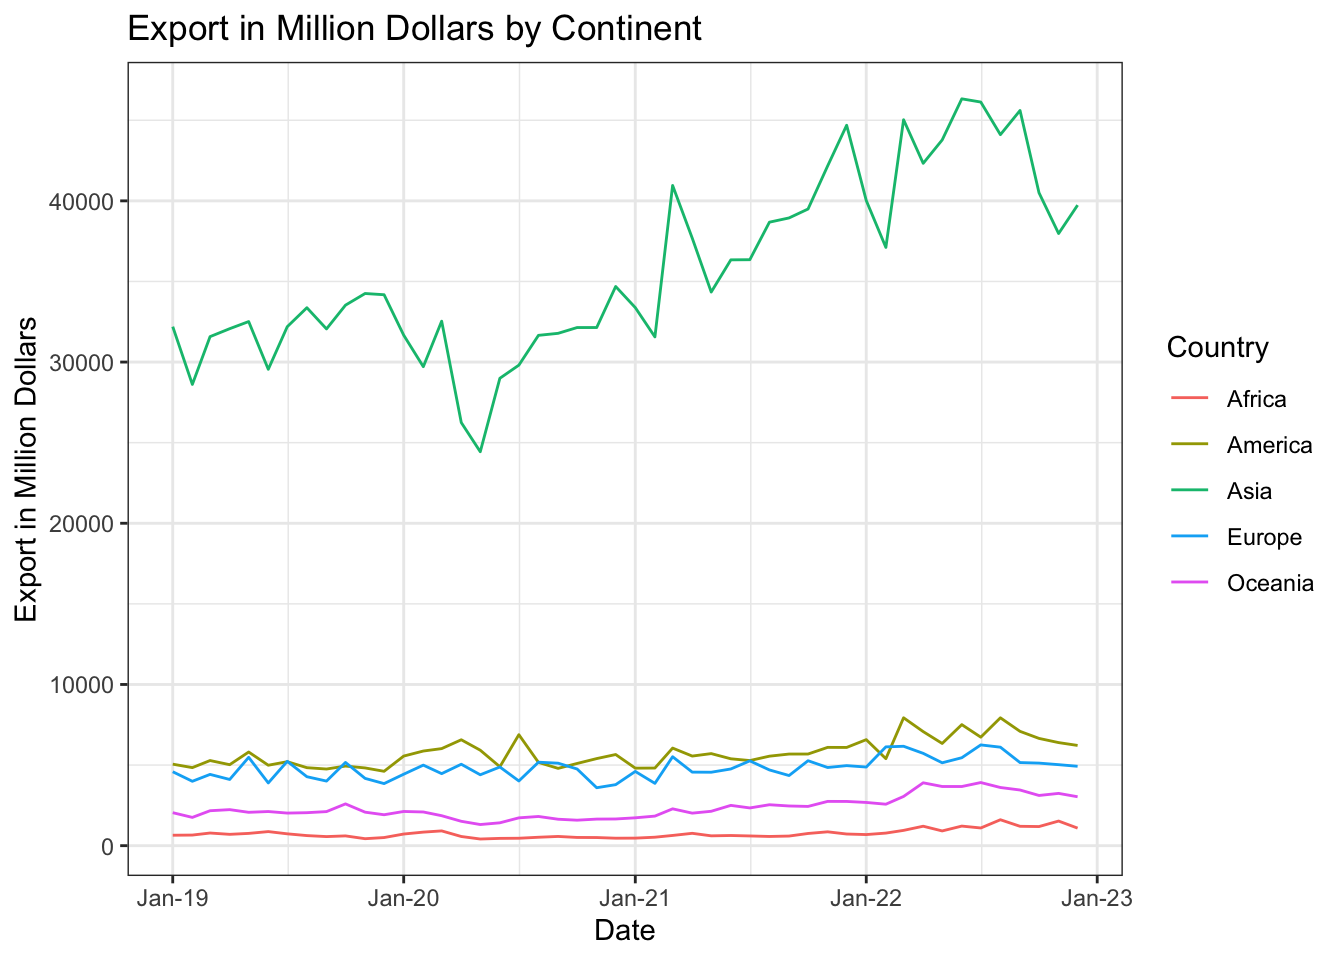 Export in Million Dollars by Continent
Export in Million Dollars
40000
30000
20000
10000
0
Jan-19
Jan-20
Jan-21
Jan-22
Jan-23
Date
Country
Africa
America
Asia
Europe
Oceania